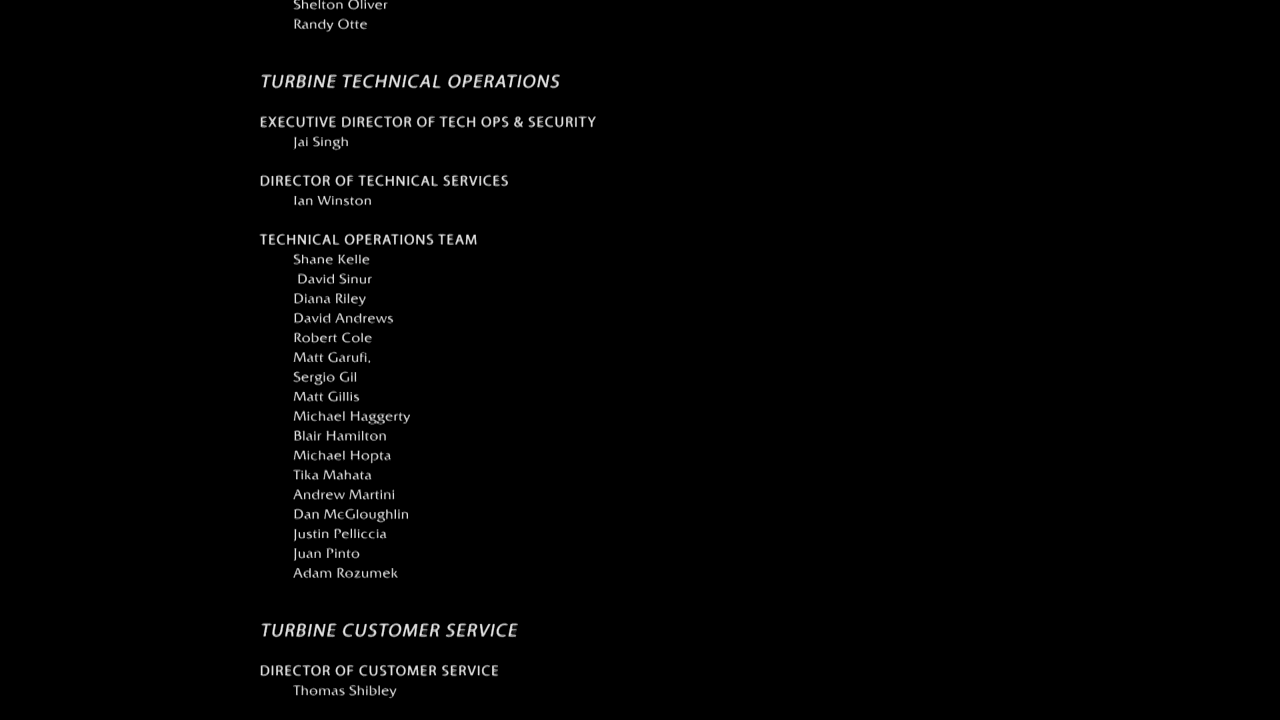 Shelton Oliver
Randy Otte
TURBINE TECHNICAL OPERATIONS
EXECUTIVE DIRECTOR OF TECH OPS & SECURITY
Jai Singh
DIRECTOR OF TECHNICAL SERVICES
Ian Winston
TECHNICAL OPERATIONS TEAM
Shane Kelle
David Sinur
Diana Riley
David Andrews
Robert Cole
Matt Garufi,
Sergio Gil
Matt Gillis
Michael Haggerty
Blair Hamilton
Michael Hopta
Tika Mahata
Andrew Martini
Dan McGloughlin
Justin Pelliccia
Juan Pinto
Adam Rozumek
TURBINE CUSTOMER SERVICE
DIRECTOR OF CUSTOMER SERVICE
Thomas Shibley